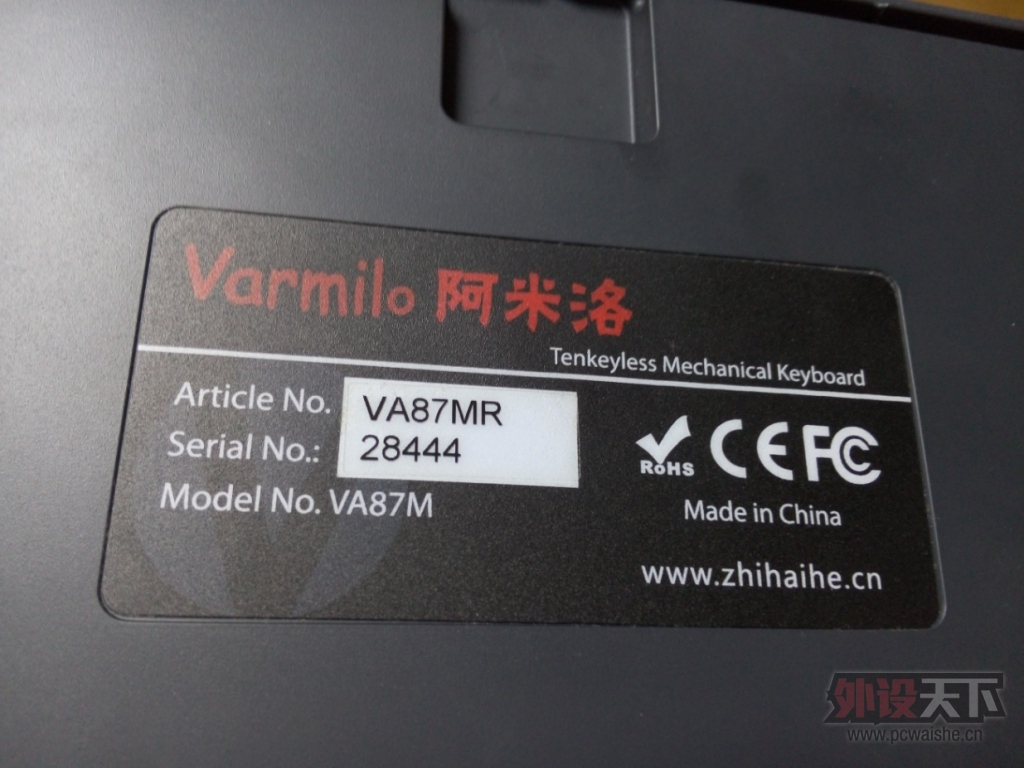 Varmilo 阿米洛
Tenkeyless Mechanical Keyboard
Article No. VA87MR
Serial No.: 28444
Model No. VA87M
RoHS CE FC
Made in China
www.zhihaihe.cn
外设天下
www.pcwaishe.cn